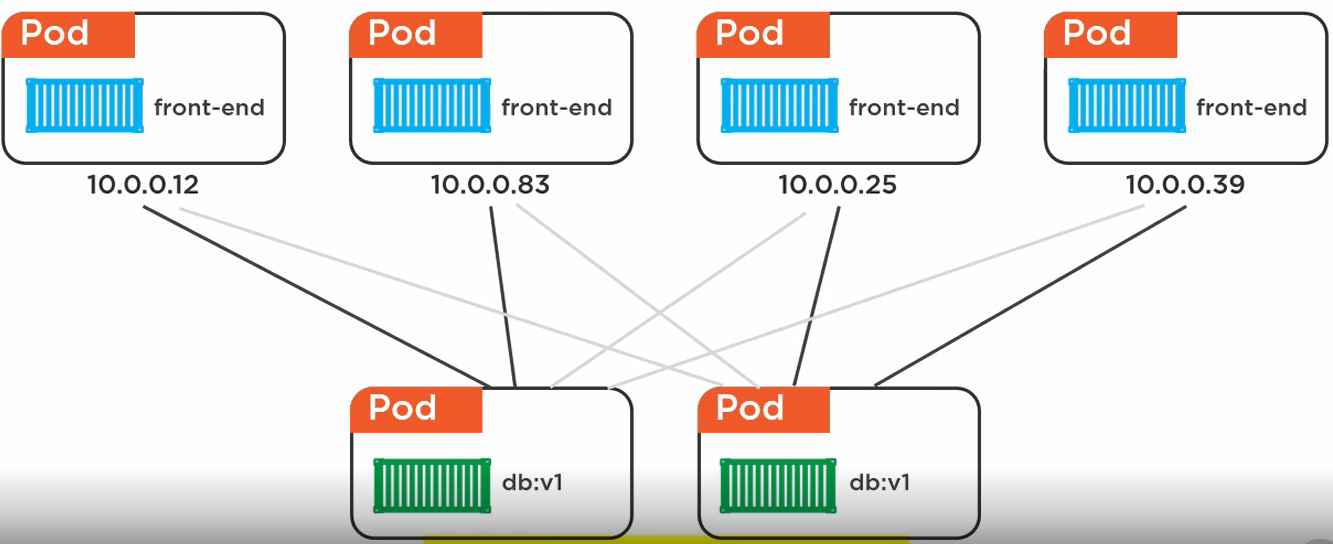 Pod
front-end
10.0.0.12
Pod
front-end
10.0.0.83
Pod
front-end
10.0.0.25
Pod
front-end
10.0.0.39
Pod
db:v1
Pod
db:v1